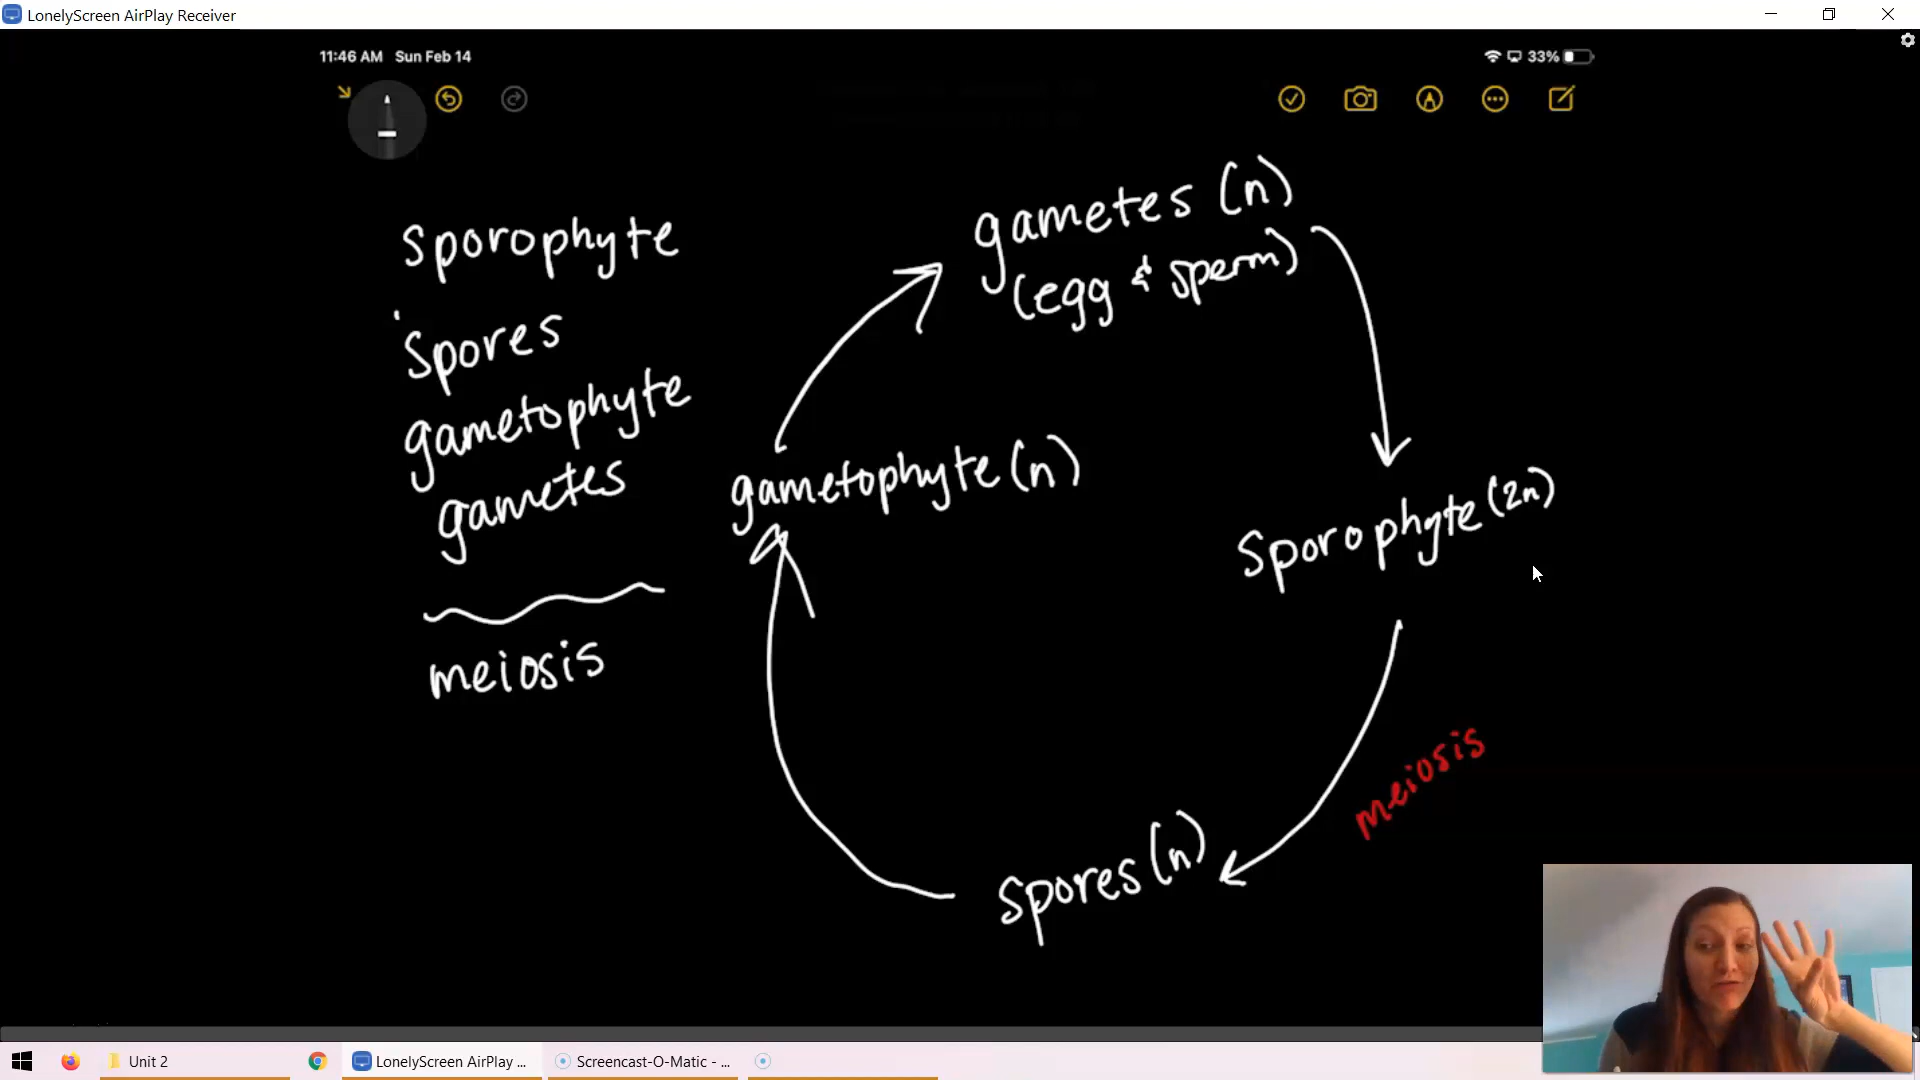 LonelyScreen AirPlay Receiver
11:46 AM Sun Feb 14
33%
sporophyte
spores
gametophyte
gametes
meiosis
gametes (n)
(egg & sperm)
gametophyte (n)
sporophyte (2n)
meiosis
spores (n)
Unit 2
LonelyScreen AirPlay ...
Screencast-O-Matic - ...